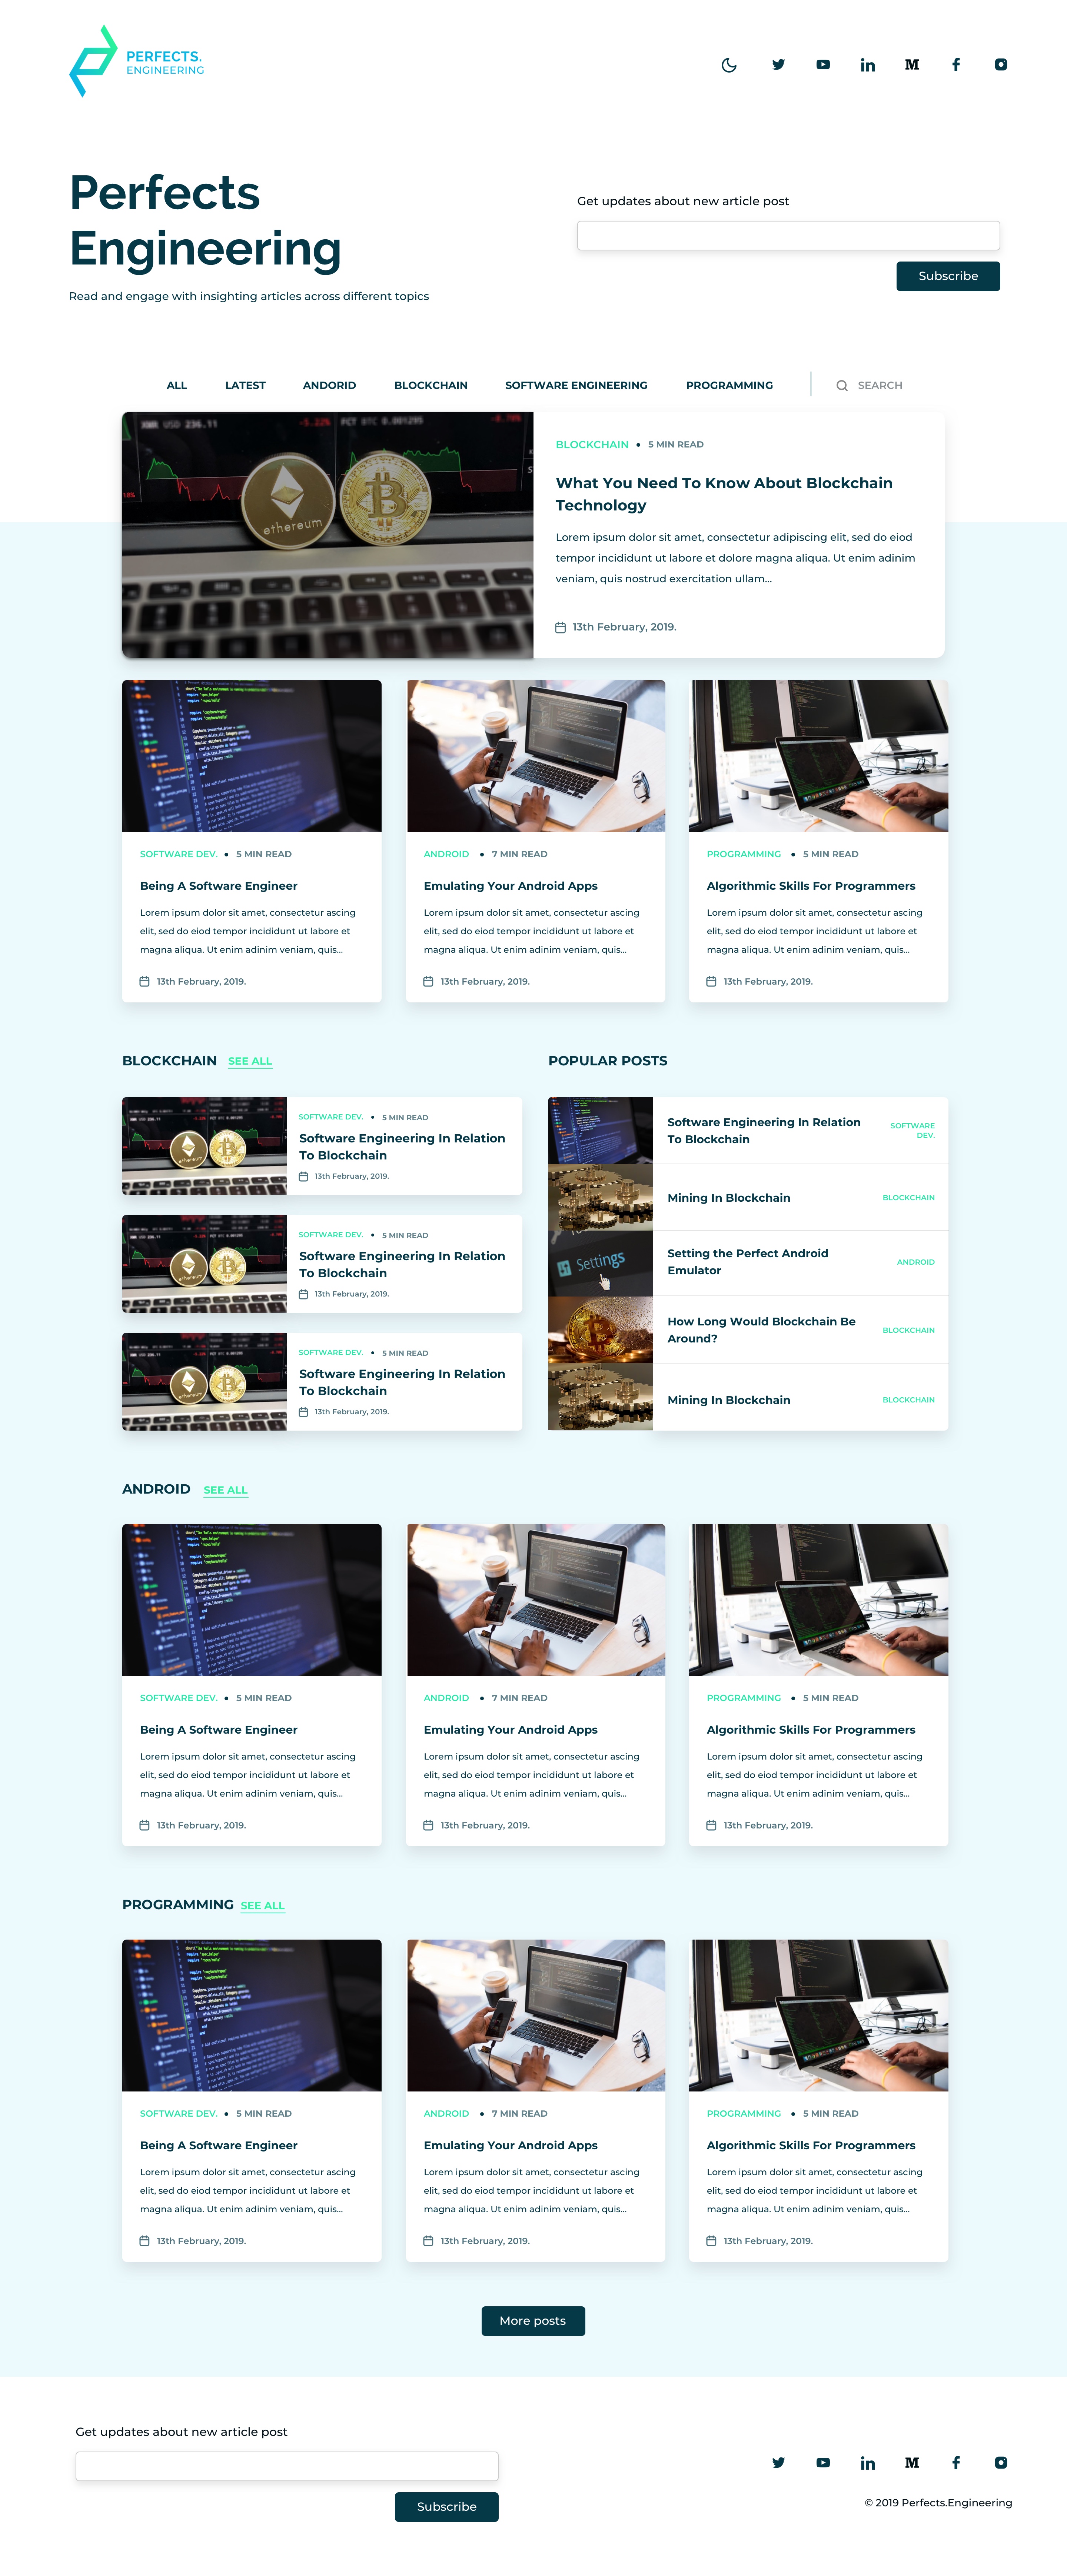 PERFECTS.
ENGINEERING
M
Perfects
Engineering
Read and engage with insighting articles across different topics
Get updates about new article post
Subscribe
ALL
LATEST
ANDORID
BLOCKCHAIN
SOFTWARE ENGINEERING
PROGRAMMING
SEARCH
ethereum
BLOCKCHAIN • 5 MIN READ
What You Need To Know About Blockchain
Technology
Lorem ipsum dolor sit amet, consectetur adipiscing elit, sed do eiod
tempor incididunt ut labore et dolore magna aliqua. Ut enim adinim
veniam, quis nostrud exercitation ullam...
13th February, 2019.
SOFTWARE DEV. • 5 MIN READ
Being A Software Engineer
Lorem ipsum dolor sit amet, consectetur ascing
elit, sed do eiod tempor incididunt ut labore et
magna aliqua. Ut enim adinim veniam, quis...
13th February, 2019.
ANDROID • 7 MIN READ
Emulating Your Android Apps
Lorem ipsum dolor sit amet, consectetur ascing
elit, sed do eiod tempor incididunt ut labore et
magna aliqua. Ut enim adinim veniam, quis...
13th February, 2019.
PROGRAMMING • 5 MIN READ
Algorithmic Skills For Programmers
Lorem ipsum dolor sit amet, consectetur ascing
elit, sed do eiod tempor incididunt ut labore et
magna aliqua. Ut enim adinim veniam, quis...
13th February, 2019.
BLOCKCHAIN SEE ALL
SOFTWARE DEV. • 5 MIN READ
Software Engineering In Relation
To Blockchain
13th February, 2019.
SOFTWARE DEV. • 5 MIN READ
Software Engineering In Relation
To Blockchain
13th February, 2019.
SOFTWARE DEV. • 5 MIN READ
Software Engineering In Relation
To Blockchain
13th February, 2019.
POPULAR POSTS
Software Engineering In Relation
To Blockchain
SOFTWARE
DEV.
Mining In Blockchain
BLOCKCHAIN
Settings
Setting the Perfect Android
Emulator
ANDROID
How Long Would Blockchain Be
Around?
BLOCKCHAIN
Mining In Blockchain
BLOCKCHAIN
ANDROID SEE ALL
SOFTWARE DEV. • 5 MIN READ
Being A Software Engineer
Lorem ipsum dolor sit amet, consectetur ascing
elit, sed do eiod tempor incididunt ut labore et
magna aliqua. Ut enim adinim veniam, quis...
13th February, 2019.
ANDROID • 7 MIN READ
Emulating Your Android Apps
Lorem ipsum dolor sit amet, consectetur ascing
elit, sed do eiod tempor incididunt ut labore et
magna aliqua. Ut enim adinim veniam, quis...
13th February, 2019.
PROGRAMMING • 5 MIN READ
Algorithmic Skills For Programmers
Lorem ipsum dolor sit amet, consectetur ascing
elit, sed do eiod tempor incididunt ut labore et
magna aliqua. Ut enim adinim veniam, quis...
13th February, 2019.
PROGRAMMING SEE ALL
SOFTWARE DEV. • 5 MIN READ
Being A Software Engineer
Lorem ipsum dolor sit amet, consectetur ascing
elit, sed do eiod tempor incididunt ut labore et
magna aliqua. Ut enim adinim veniam, quis...
13th February, 2019.
ANDROID • 7 MIN READ
Emulating Your Android Apps
Lorem ipsum dolor sit amet, consectetur ascing
elit, sed do eiod tempor incididunt ut labore et
magna aliqua. Ut enim adinim veniam, quis...
13th February, 2019.
PROGRAMMING • 5 MIN READ
Algorithmic Skills For Programmers
Lorem ipsum dolor sit amet, consectetur ascing
elit, sed do eiod tempor incididunt ut labore et
magna aliqua. Ut enim adinim veniam, quis...
13th February, 2019.
More posts
Get updates about new article post
Subscribe
M
© 2019 Perfects.Engineering